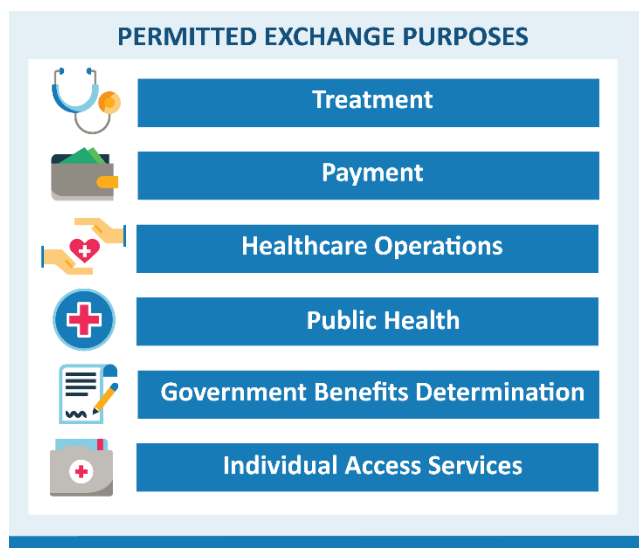 PERMITTED EXCHANGE PURPOSES
Treatment
Payment
Healthcare Operations
Public Health
Government Benefits Determination
Individual Access Services